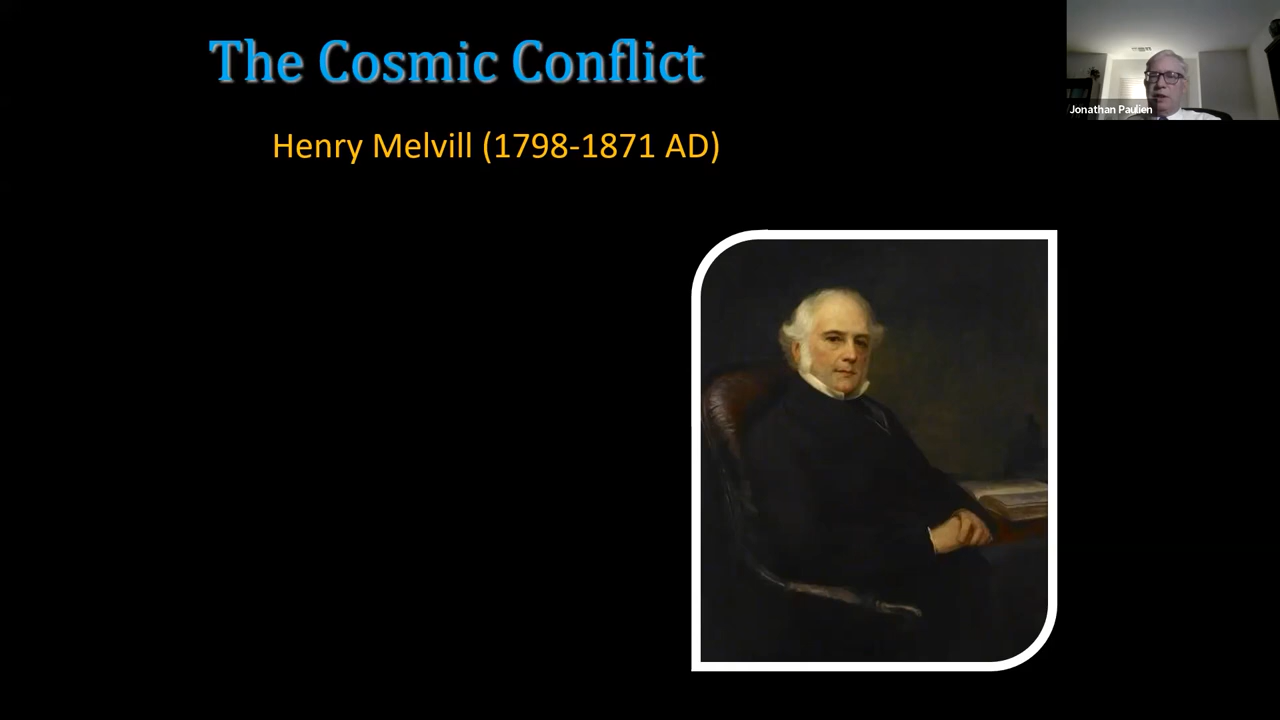 The Cosmic Conflict
Henry Melvill (1798-1871 AD)
Jonathan Paulien